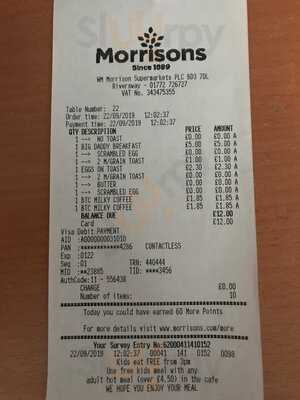 Morrisons
Since 1899
WM Morrison Supermarkets PLC BD3 7DL
Riversway - 01772 726727
VAT No. 343475355
Table Number: 22
Order time: 22/09/2019 12:02:37
Payment time: 22/09/2019 12:02:37
QTY DESCRIPTION PRICE AMOUNT
1 --> NO TOAST £0.00 £0.00 A
1 BIG DADDY BREAKFAST £5.00 £5.00 A
1 --> SCRAMBLED EGG £0.00 £0.00 A
1 --> 2 M/GRAIN TOAST £1.00 £1.00 A
1 EGGS ON TOAST £2.30 £2.30 A
1 --> 2 M/GRAIN TOAST £0.00 £0.00 A
1 --> BUTTER £0.00 £0.00 A
1 --> SCRAMBLED EGG £0.00 £0.00 A
1 BTC MILKY COFFEE £1.85 £1.85 A
1 BTC MILKY COFFEE £1.85 £1.85 A
BALANCE DUE £12.00
Card £12.00
Visa Debit:PAYMENT
AID :A0000000031010
PAN :************4286 CONTACTLESS
Exp :0122
Seq :01 TRN: 440444
MID :**23885 TID: ****3456
AuthCode:11 - 556438
CHANGE £0.00
Number of items: 10
Today you could have earned 60 More Points
For more details visit www.morrisons.com/more
Your Survey Entry No:62000411410152
22/09/2019 12:02:37 00041 141 0152 0098
Kids eat FREE from 3pm
One free kids meal with any
adult hot meal (over £4.50) in the cafe
WE HOPE YOU ENJOY YOUR MEAL